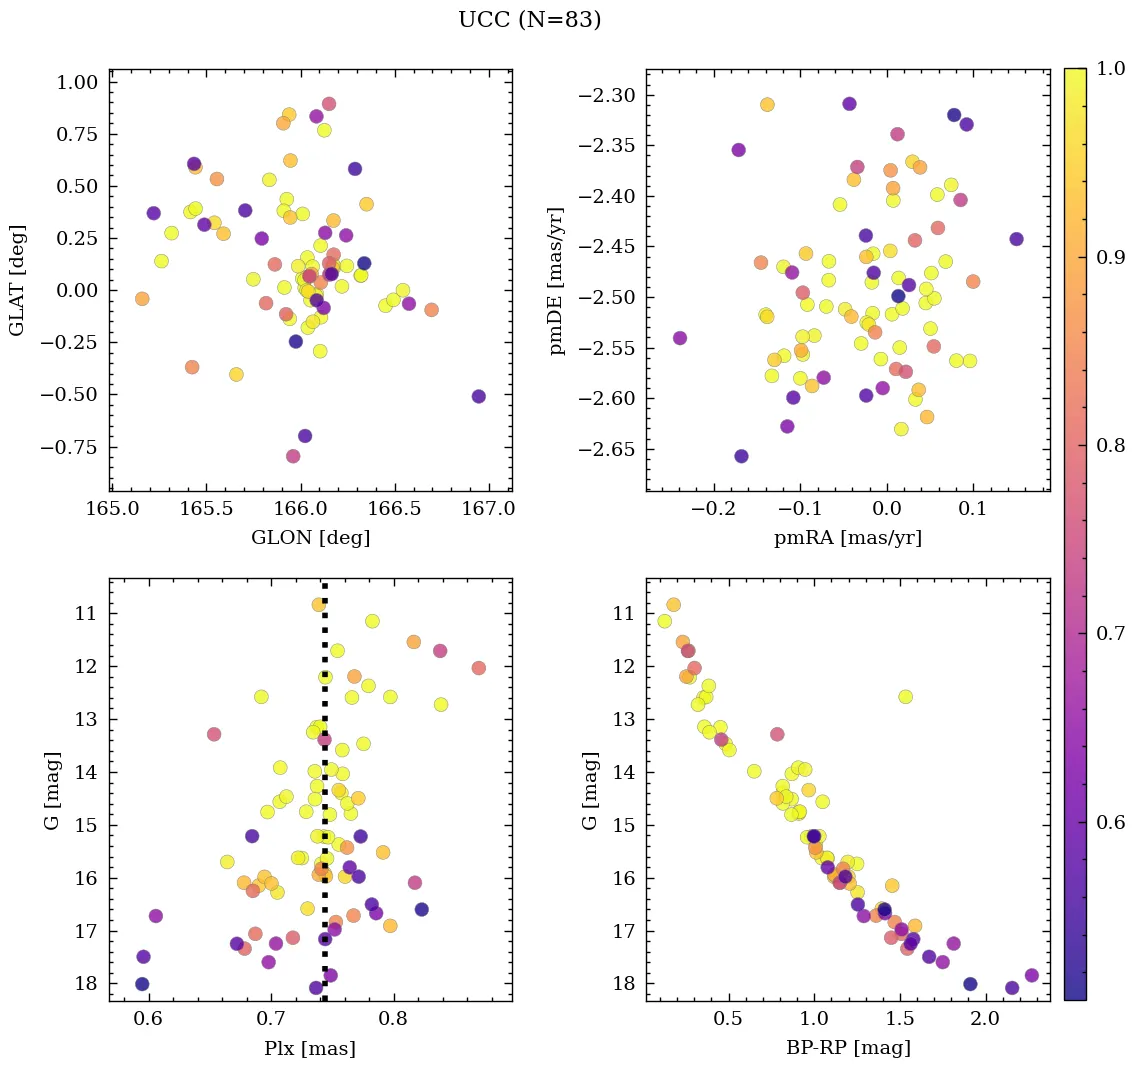 UCC (N=83)
1.00
0.75
0.50
0.25
0.00
−0.25
−0.50
−0.75
GLAT [deg]
165.0 165.5 166.0 166.5 167.0
GLON [deg]
−2.30
−2.35
−2.40
−2.45
−2.50
−2.55
−2.60
−2.65
pmDE [mas/yr]
−0.2 −0.1 0.0 0.1
pmRA [mas/yr]
11
12
13
14
15
16
17
18
G [mag]
0.6 0.7 0.8
Plx [mas]
11
12
13
14
15
16
17
18
G [mag]
0.5 1.0 1.5 2.0
BP-RP [mag]
1.0
0.9
0.8
0.7
0.6